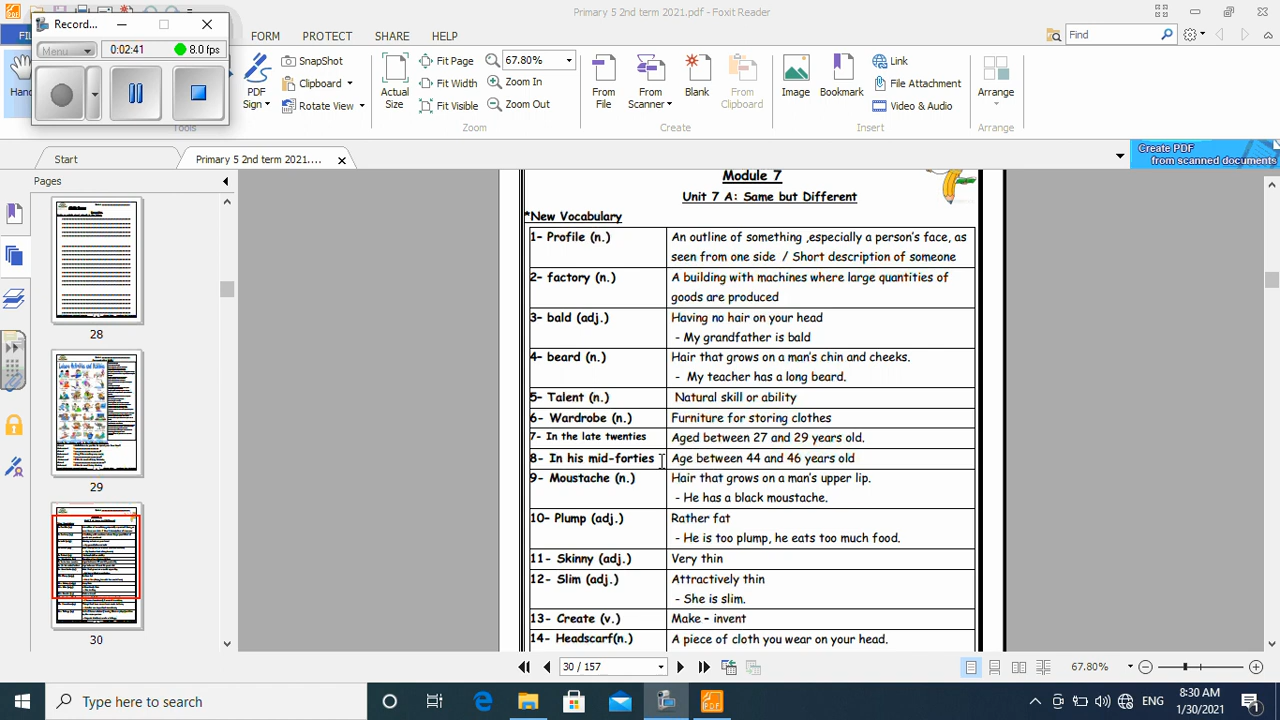 Primary 5 2nd term 2021.pdf - Foxit Reader
Record...
Menu
0:02:41
8.0 fps
FORM PROTECT SHARE HELP
Find
Hand
PDF Sign
SnapShot
Clipboard
Rotate View
Tools
Actual Size
Fit Page
Fit Width
Fit Visible
67.80%
Zoom In
Zoom Out
Zoom
From File
From Scanner
Blank
From Clipboard
Create
Image
Bookmark
Link
File Attachment
Video & Audio
Insert
Arrange
Arrange
Start
Primary 5 2nd term 2021....
Create PDF
from scanned documents
Pages
28
29
30
Module 7
Unit 7 A: Same but Different
*New Vocabulary
1- Profile (n.) An outline of something ,especially a person's face, as
seen from one side / Short description of someone
2- factory (n.) A building with machines where large quantities of
goods are produced
3- bald (adj.) Having no hair on your head
- My grandfather is bald
4- beard (n.) Hair that grows on a man's chin and cheeks.
- My teacher has a long beard.
5- Talent (n.) Natural skill or ability
6- Wardrobe (n.) Furniture for storing clothes
7- In the late twenties Aged between 27 and 29 years old.
8- In his mid-forties Age between 44 and 46 years old
9- Moustache (n.) Hair that grows on a man's upper lip.
- He has a black moustache.
10- Plump (adj.) Rather fat
- He is too plump, he eats too much food.
11- Skinny (adj.) Very thin
12- Slim (adj.) Attractively thin
- She is slim.
13- Create (v.) Make - invent
14- Headscarf(n.) A piece of cloth you wear on your head.
30 / 157
67.80%
Type here to search
ENG
8:30 AM
1/30/2021
1